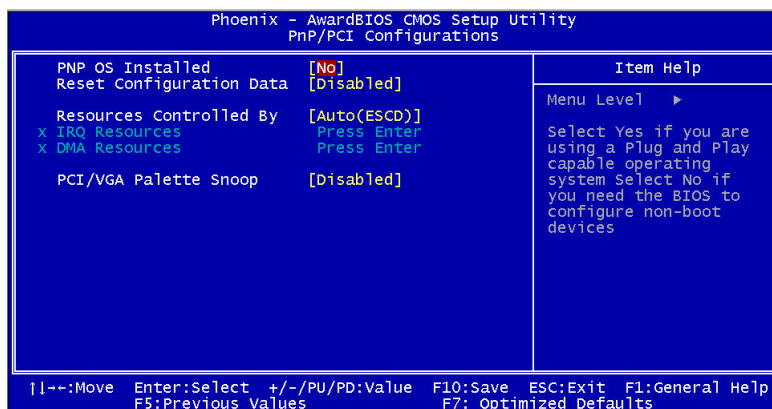 Phoenix - AwardBIOS CMOS Setup Utility
PnP/PCI Configurations
PNP OS Installed [No]
Reset Configuration Data [Disabled]
Resources Controlled By [Auto(ESCD)]
x IRQ Resources Press Enter
x DMA Resources Press Enter
PCI/VGA Palette Snoop [Disabled]
Item Help
Menu Level ▶
Select Yes if you are
using a Plug and Play
capable operating
system Select No if
you need the BIOS to
configure non-boot
devices
↑↓→←:Move Enter:Select +/-/PU/PD:Value F10:Save ESC:Exit F1:General Help
F5:Previous Values F7: Optimized Defaults